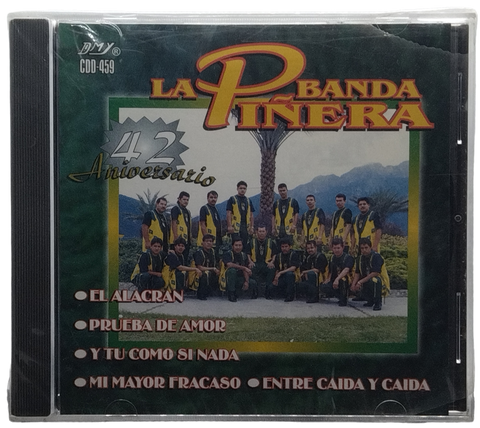 DMY®
CDD-459
LA BANDA
PIÑERA
42
Aniversario
EL ALACRÁN
PRUEBA DE AMOR
Y TU COMO SI NADA
MI MAYOR FRACASO ENTRE CAIDA Y CAIDA